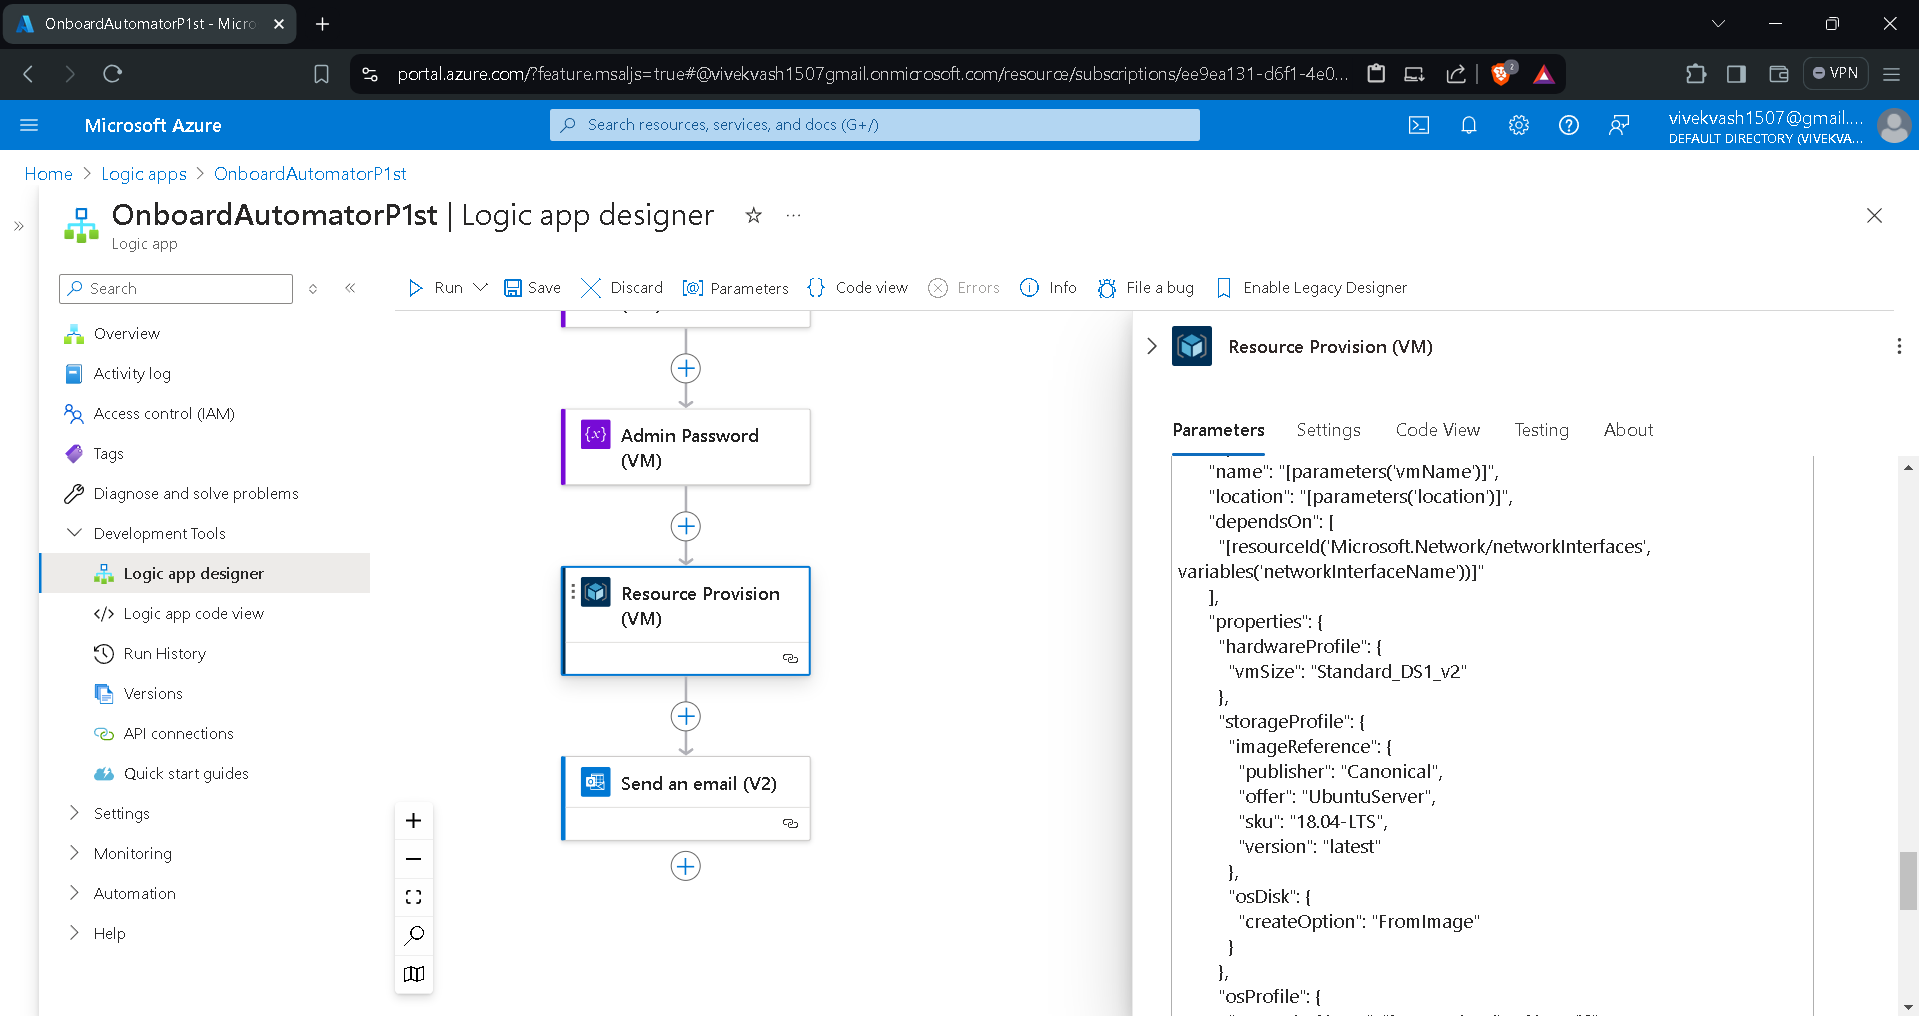 OnboardAutomatorP1st - Micro
portal.azure.com/?feature.msaljs=true#@vivekvash1507gmail.onmicrosoft.com/resource/subscriptions/ee9ea131-d6f1-4e0...
2
VPN
Microsoft Azure
Search resources, services, and docs (G+/)
vivekvash1507@gmail....
DEFAULT DIRECTORY (VIVEKVA...
Home > Logic apps > OnboardAutomatorP1st
OnboardAutomatorP1st | Logic app designer
Logic app
Search
Overview
Activity log
Access control (IAM)
Tags
Diagnose and solve problems
Development Tools
Logic app designer
Logic app code view
Run History
Versions
API connections
Quick start guides
Settings
Monitoring
Automation
Help
Run
Save
Discard
Parameters
Code view
Errors
Info
File a bug
Enable Legacy Designer
Admin Password
(VM)
Resource Provision
(VM)
Send an email (V2)
Resource Provision (VM)
Parameters
Settings
Code View
Testing
About
"name": "[parameters('vmName')]",
"location": "[parameters('location')]",
"dependsOn": [
"[resourceId('Microsoft.Network/networkInterfaces',
variables('networkInterfaceName'))]"
],
"properties": {
"hardwareProfile": {
"vmSize": "Standard_DS1_v2"
},
"storageProfile": {
"imageReference": {
"publisher": "Canonical",
"offer": "UbuntuServer",
"sku": "18.04-LTS",
"version": "latest"
},
"osDisk": {
"createOption": "FromImage"
}
},
"osProfile": {